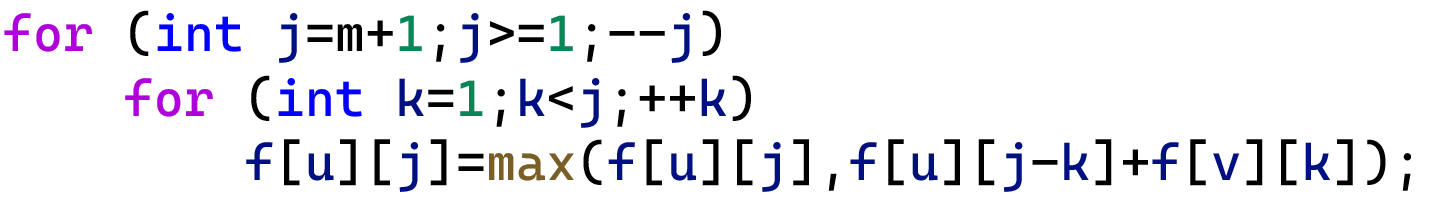 for (int j=m+1;j>=1;--j)
    for (int k=1;k<j;++k)
        f[u][j]=max(f[u][j],f[u][j-k]+f[v][k]);